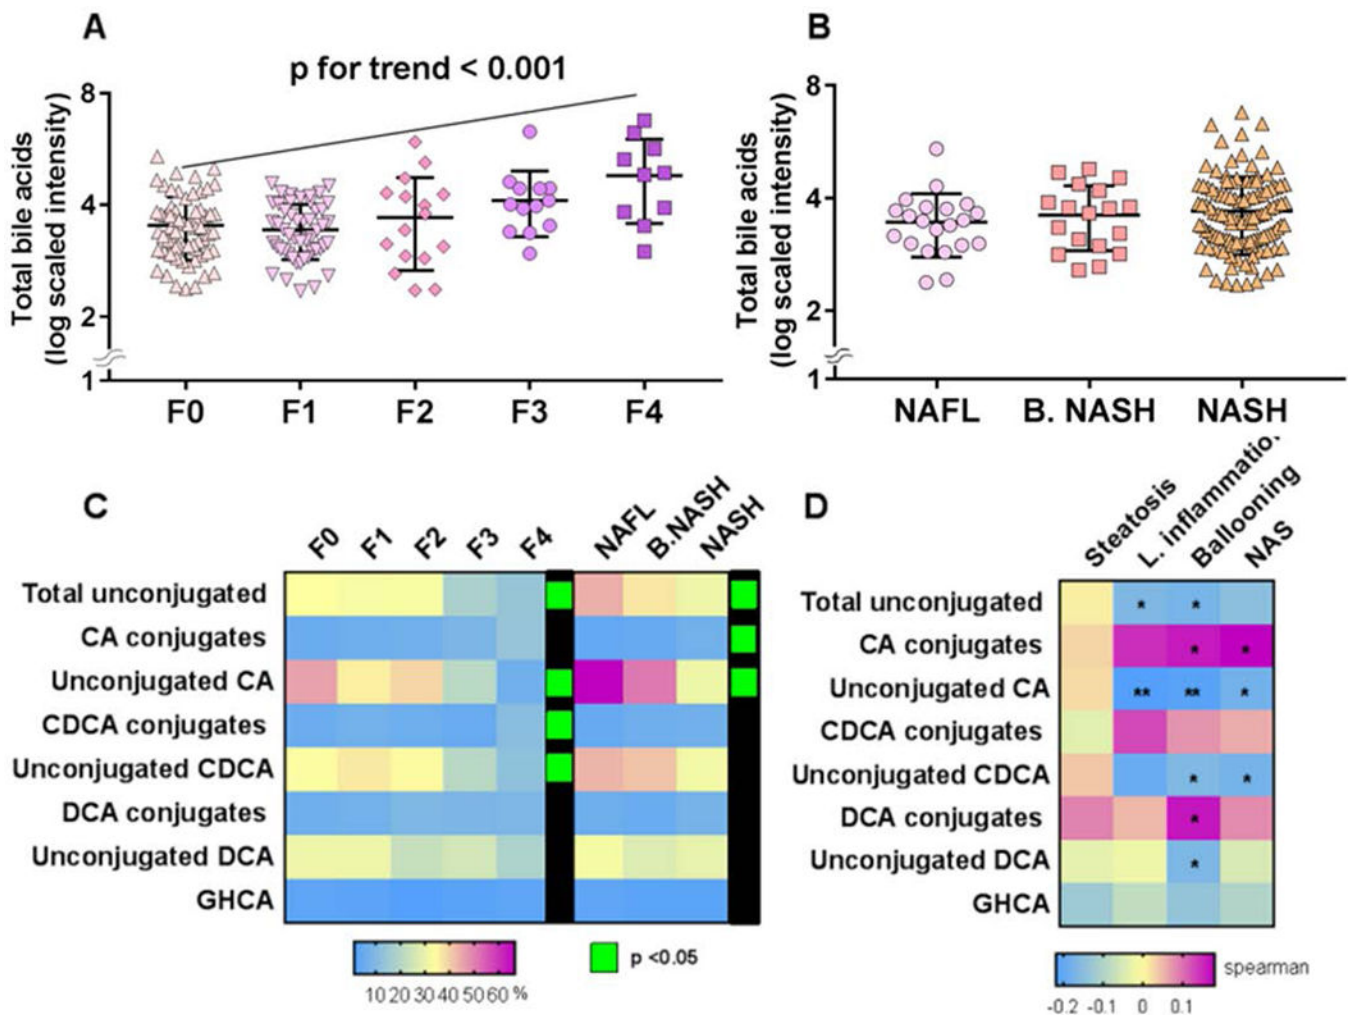 A
p for trend < 0.001
Total bile acids
(log scaled intensity)
8
4
2
1
F0 F1 F2 F3 F4
B
Total bile acids
(log scaled intensity)
8
4
2
1
NAFL B. NASH NASH
C
F0 F1 F2 F3 F4 NAFL B.NASH NASH
Total unconjugated
CA conjugates
Unconjugated CA
CDCA conjugates
Unconjugated CDCA
DCA conjugates
Unconjugated DCA
GHCA
10 20 30 40 50 60 %
p <0.05
D
Steatosis L. inflammatio Ballooning NAS
Total unconjugated * *
CA conjugates * *
Unconjugated CA ** ** *
CDCA conjugates
Unconjugated CDCA * *
DCA conjugates *
Unconjugated DCA *
GHCA
-0.2 -0.1 0 0.1
spearman